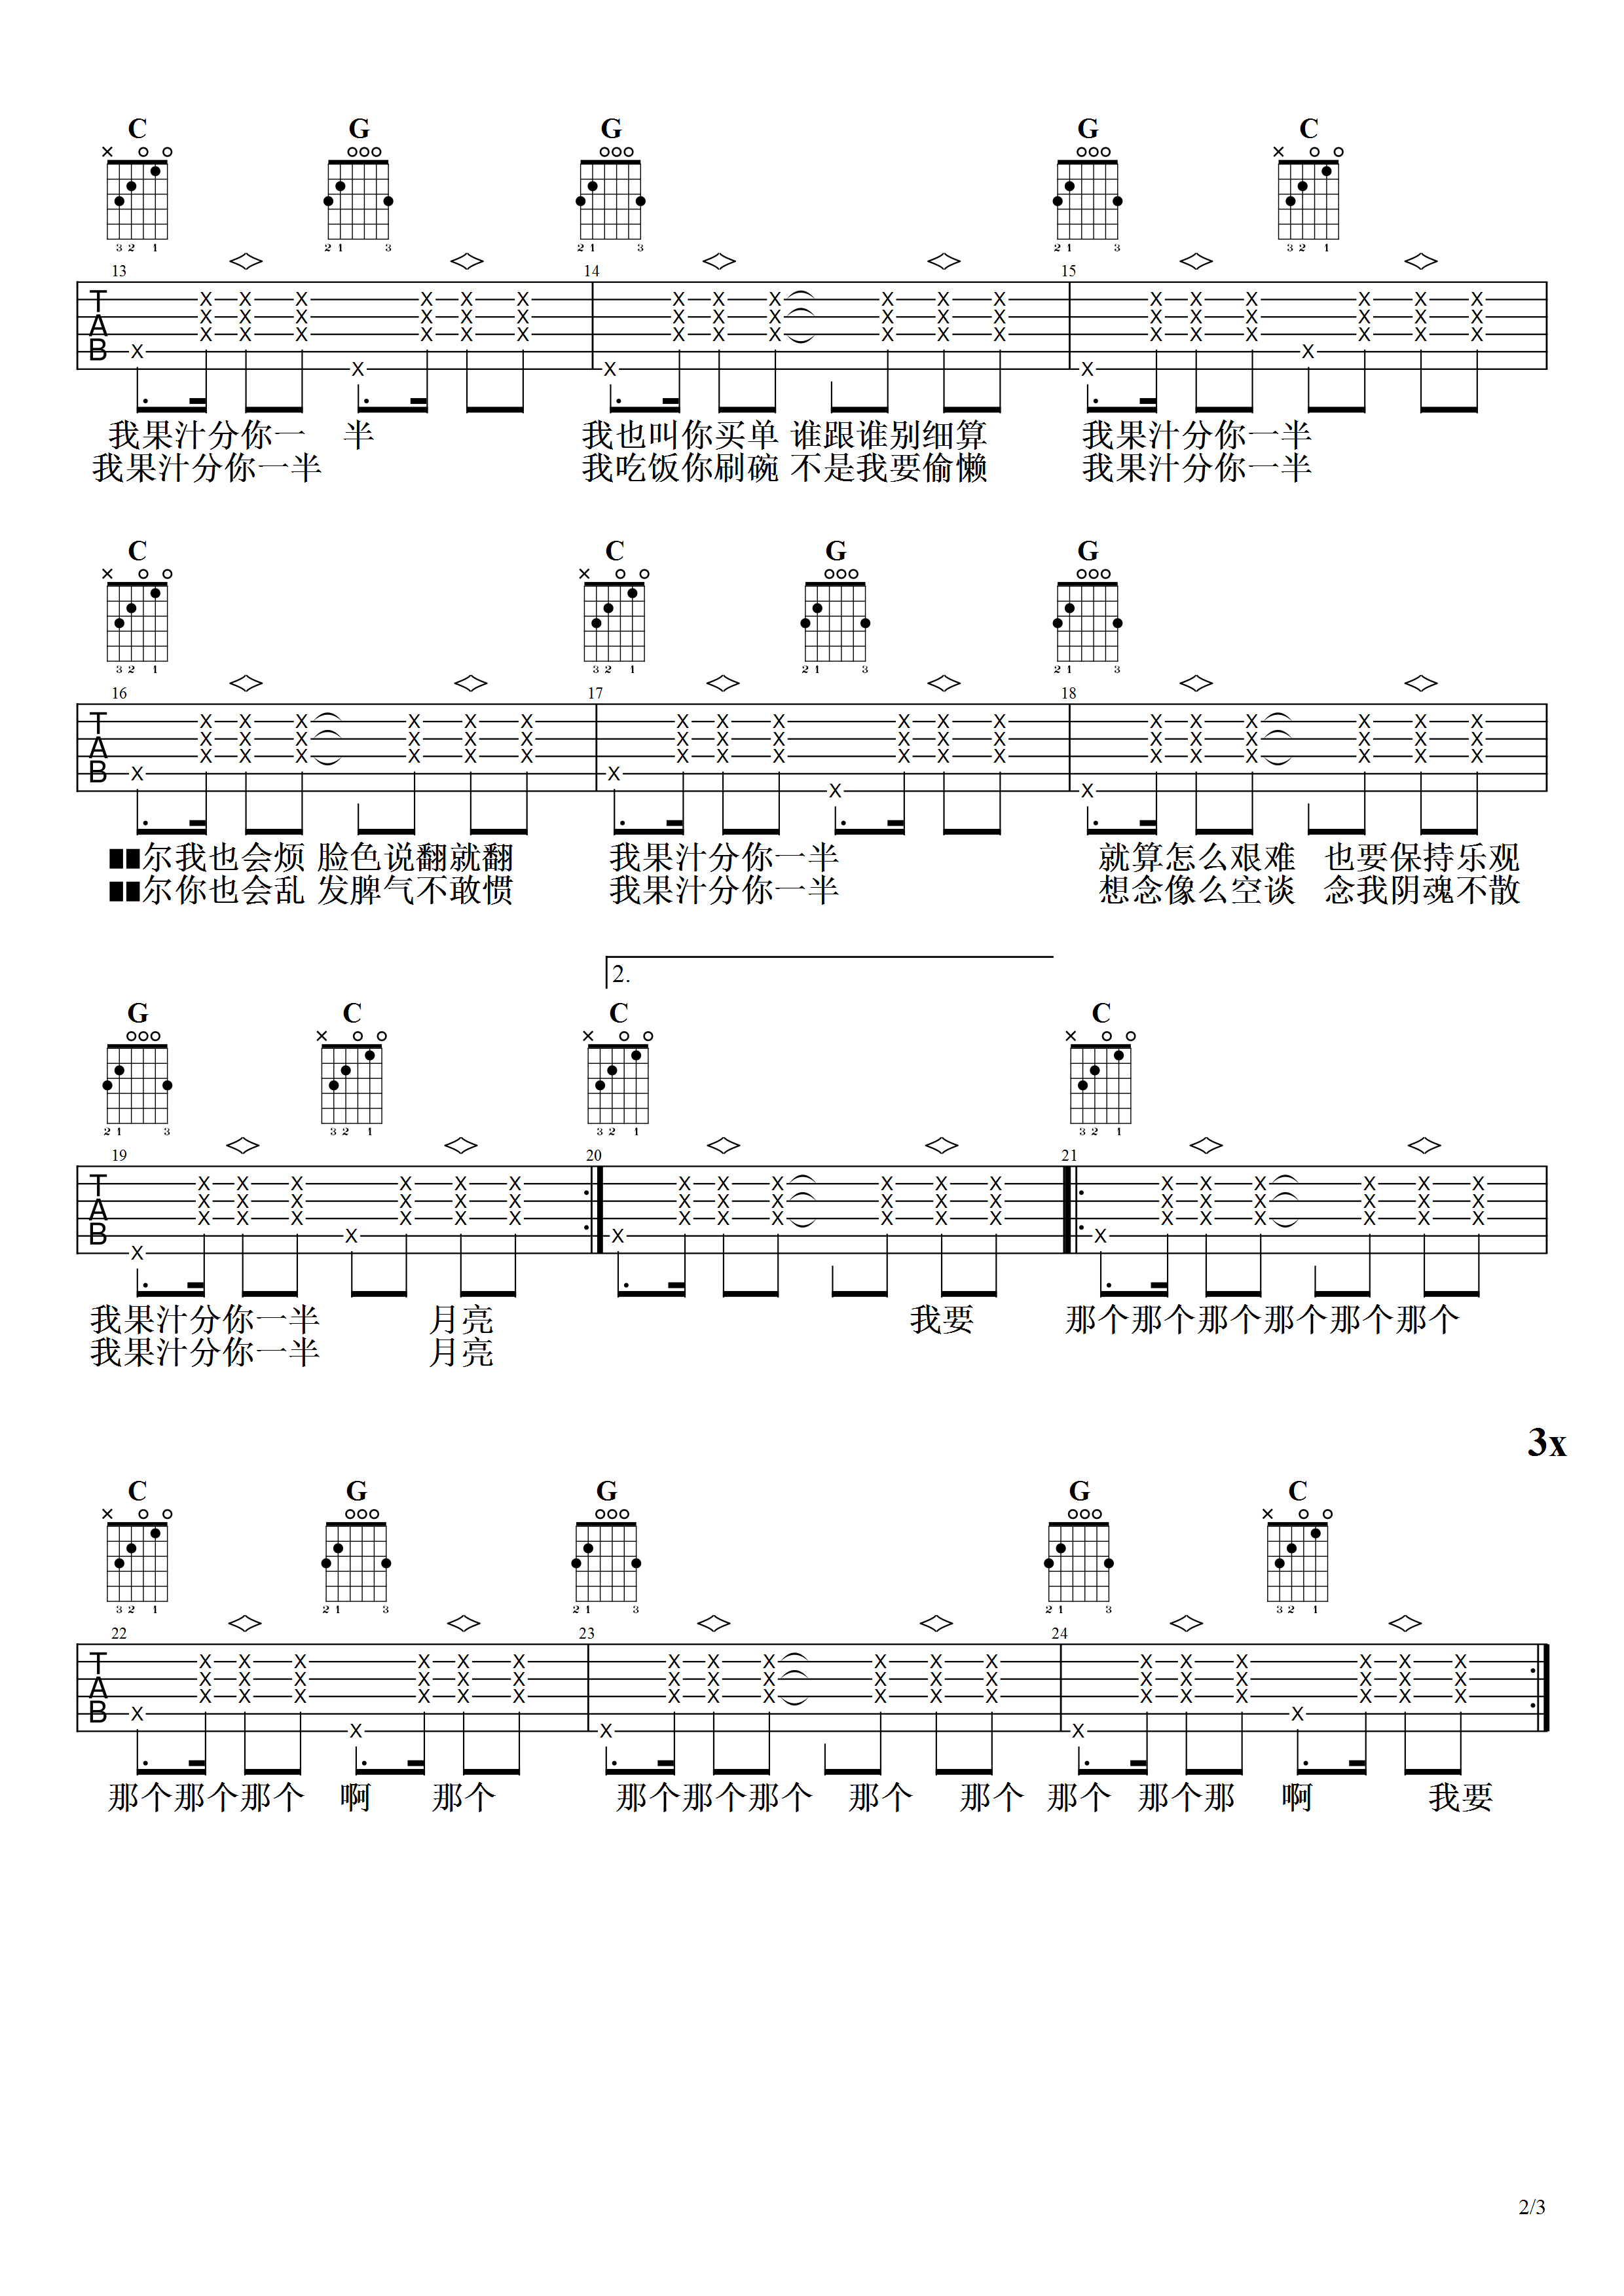 C G G G C
13 14 15
我果汁分你一 半 我也叫你买单 谁跟谁别细算 我果汁分你一半
我果汁分你一半 我吃饭你刷碗 不是我要偷懒 我果汁分你一半
C C G G
16 17 18
尔我也会烦 脸色说翻就翻 我果汁分你一半 就算怎么艰难 也要保持乐观
尔你也会乱 发脾气不敢惯 我果汁分你一半 想念像么空谈 念我阴魂不散
2.
G C C C
19 20 21
我果汁分你一半 月亮 我要 那个那个那个那个那个那个
我果汁分你一半 月亮
3x
C G G G C
22 23 24
那个那个那个 啊 那个 那个那个那个 那个 那个 那个 那个那 啊 我要
2/3